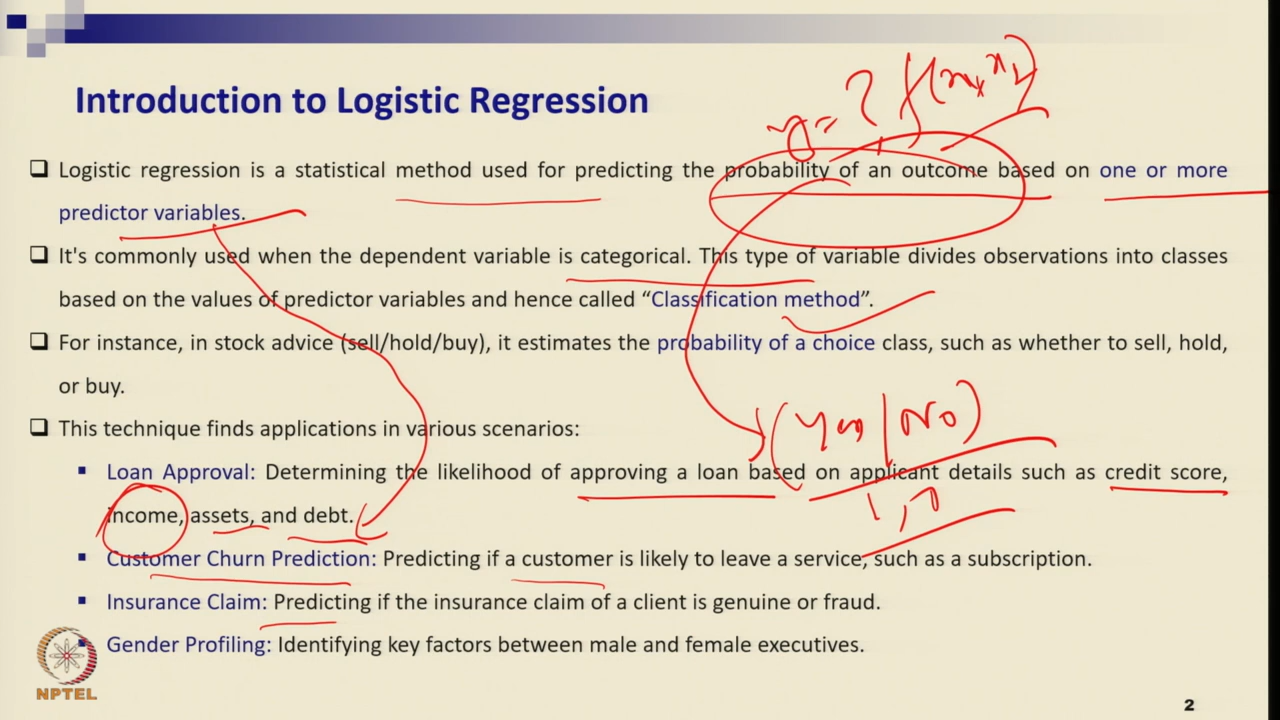 Introduction to Logistic Regression
y = ? f(x₁, x₂)
❑ Logistic regression is a statistical method used for predicting the probability of an outcome based on one or more
predictor variables.
❑ It's commonly used when the dependent variable is categorical. This type of variable divides observations into classes
based on the values of predictor variables and hence called “Classification method”.
❑ For instance, in stock advice (sell/hold/buy), it estimates the probability of a choice class, such as whether to sell, hold,
or buy.
(Yes | No)
❑ This technique finds applications in various scenarios:
▪ Loan Approval: Determining the likelihood of approving a loan based on applicant details such as credit score,
income, assets, and debt.
1, 0
▪ Customer Churn Prediction: Predicting if a customer is likely to leave a service, such as a subscription.
▪ Insurance Claim: Predicting if the insurance claim of a client is genuine or fraud.
▪ Gender Profiling: Identifying key factors between male and female executives.
NPTEL
2